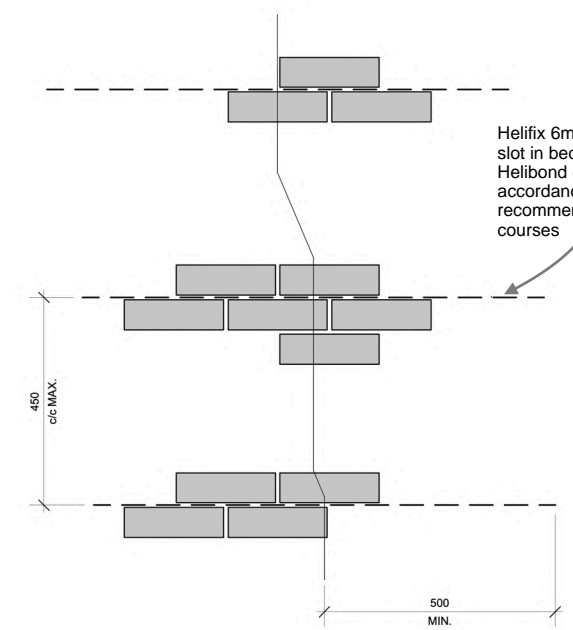 Helifix 6m
slot in bed
Helibond
accordanc
recommen
courses
450
c/c MAX.
500
MIN.